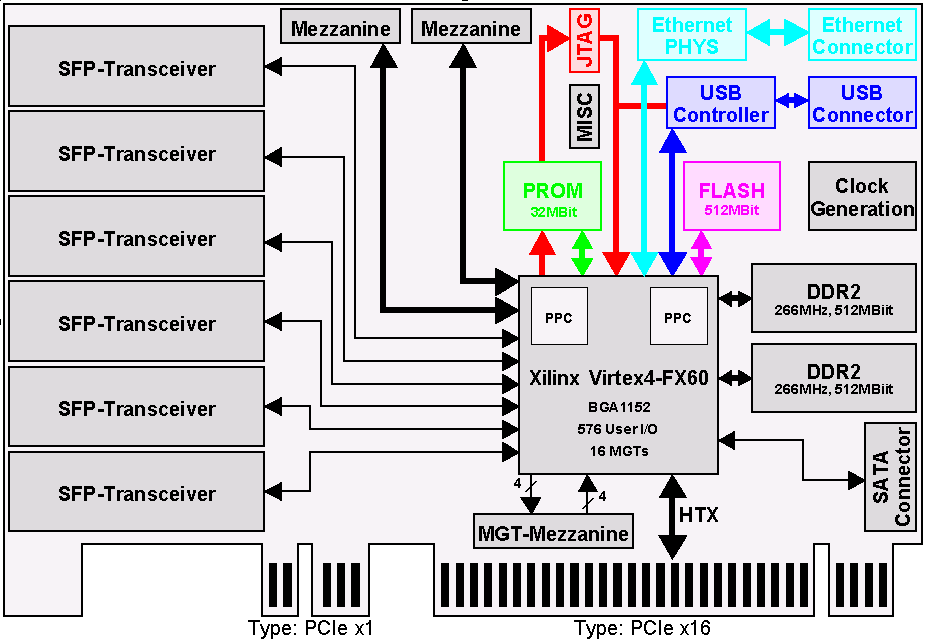 Mezzanine
Mezzanine
JTAG
Ethernet
PHYS
Ethernet
Connector
SFP-Transceiver
MISC
USB
Controller
USB
Connector
SFP-Transceiver
PROM
32MBit
FLASH
512MBit
Clock
Generation
SFP-Transceiver
SFP-Transceiver
PPC
PPC
DDR2
266MHz, 512MBiit
Xilinx Virtex4-FX60
BGA1152
576 User I/O
16 MGTs
DDR2
266MHz, 512MBiit
SFP-Transceiver
SFP-Transceiver
SATA
Connector
4
4
MGT-Mezzanine
HTX
Type: PCIe x1
Type: PCIe x16